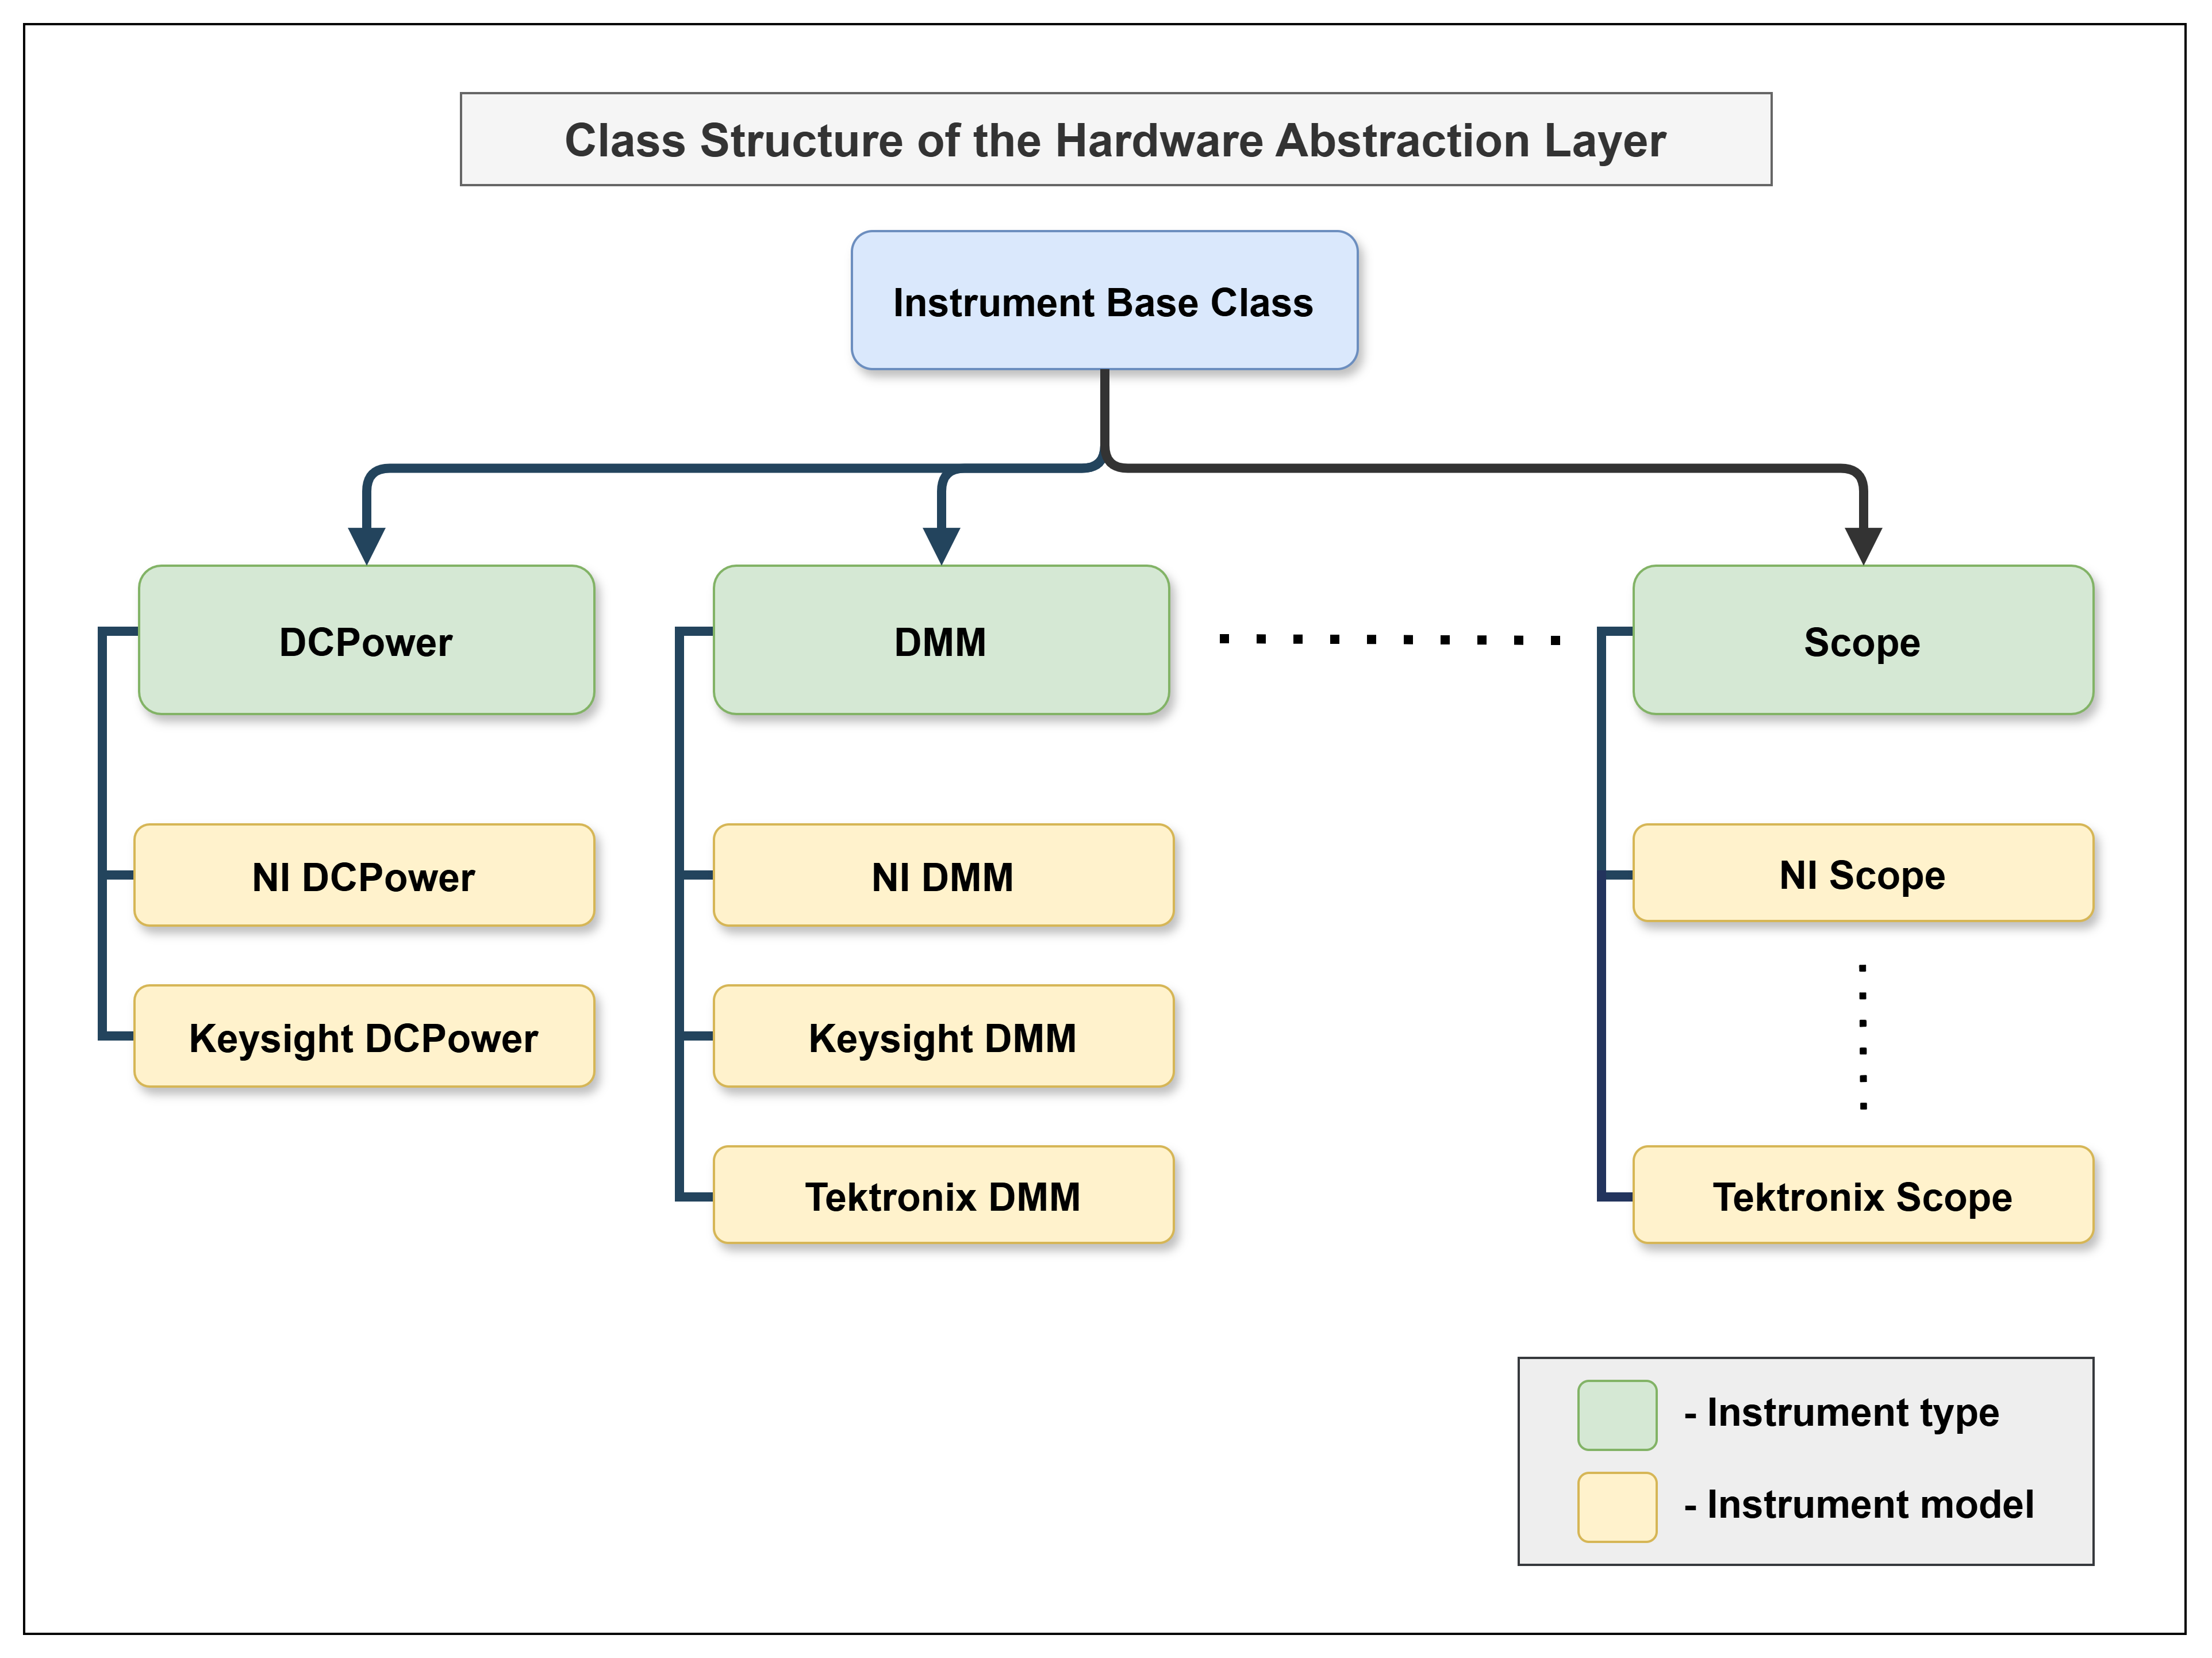 Class Structure of the Hardware Abstraction Layer
Instrument Base Class
DCPower
DMM
Scope
NI DCPower
NI DMM
NI Scope
Keysight DCPower
Keysight DMM
Tektronix DMM
Tektronix Scope
- Instrument type
- Instrument model